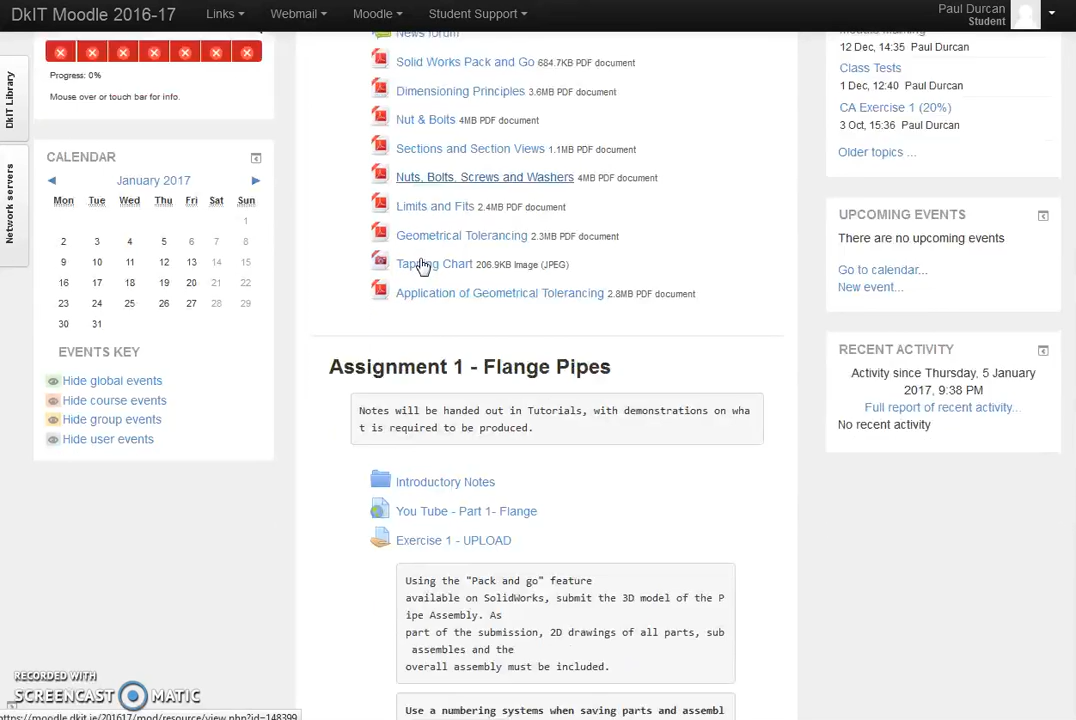 DkIT Moodle 2016-17 Links Webmail Moodle Student Support Paul Durcan
Student
DkIT Library
Network servers
Progress: 0%
Mouse over or touch bar for info.
CALENDAR
January 2017
Mon Tue Wed Thu Fri Sat Sun
1
2 3 4 5 6 7 8
9 10 11 12 13 14 15
16 17 18 19 20 21 22
23 24 25 26 27 28 29
30 31
EVENTS KEY
Hide global events
Hide course events
Hide group events
Hide user events
News forum
Solid Works Pack and Go 684.7KB PDF document
Dimensioning Principles 3.6MB PDF document
Nut & Bolts 4MB PDF document
Sections and Section Views 1.1MB PDF document
Nuts, Bolts, Screws and Washers 4MB PDF document
Limits and Fits 2.4MB PDF document
Geometrical Tolerancing 2.3MB PDF document
Chart 206.9KB Image (JPEG)
Application of Geometrical Tolerancing 2.8MB PDF document
Assignment 1 - Flange Pipes
Notes will be handed out in Tutorials, with demonstrations on wha
t is required to be produced.
Introductory Notes
You Tube - Part 1- Flange
Exercise 1 - UPLOAD
Using the "Pack and go" feature
available on SolidWorks, submit the 3D model of the P
ipe Assembly. As
part of the submission, 2D drawings of all parts, sub
assembles and the
overall assembly must be included.
Use a numbering systems when saving parts and assembl
12 Dec, 14:35 Paul Durcan
Class Tests
1 Dec, 12:40 Paul Durcan
CA Exercise 1 (20%)
3 Oct, 15:36 Paul Durcan
Older topics ...
UPCOMING EVENTS
There are no upcoming events
Go to calendar...
New event...
RECENT ACTIVITY
Activity since Thursday, 5 January
2017, 9:38 PM
Full report of recent activity...
No recent activity
RECORDED WITH
SCREENCAST MATIC
https://moodle.dkit.ie/201617/mod/resource/view.php?id=148399